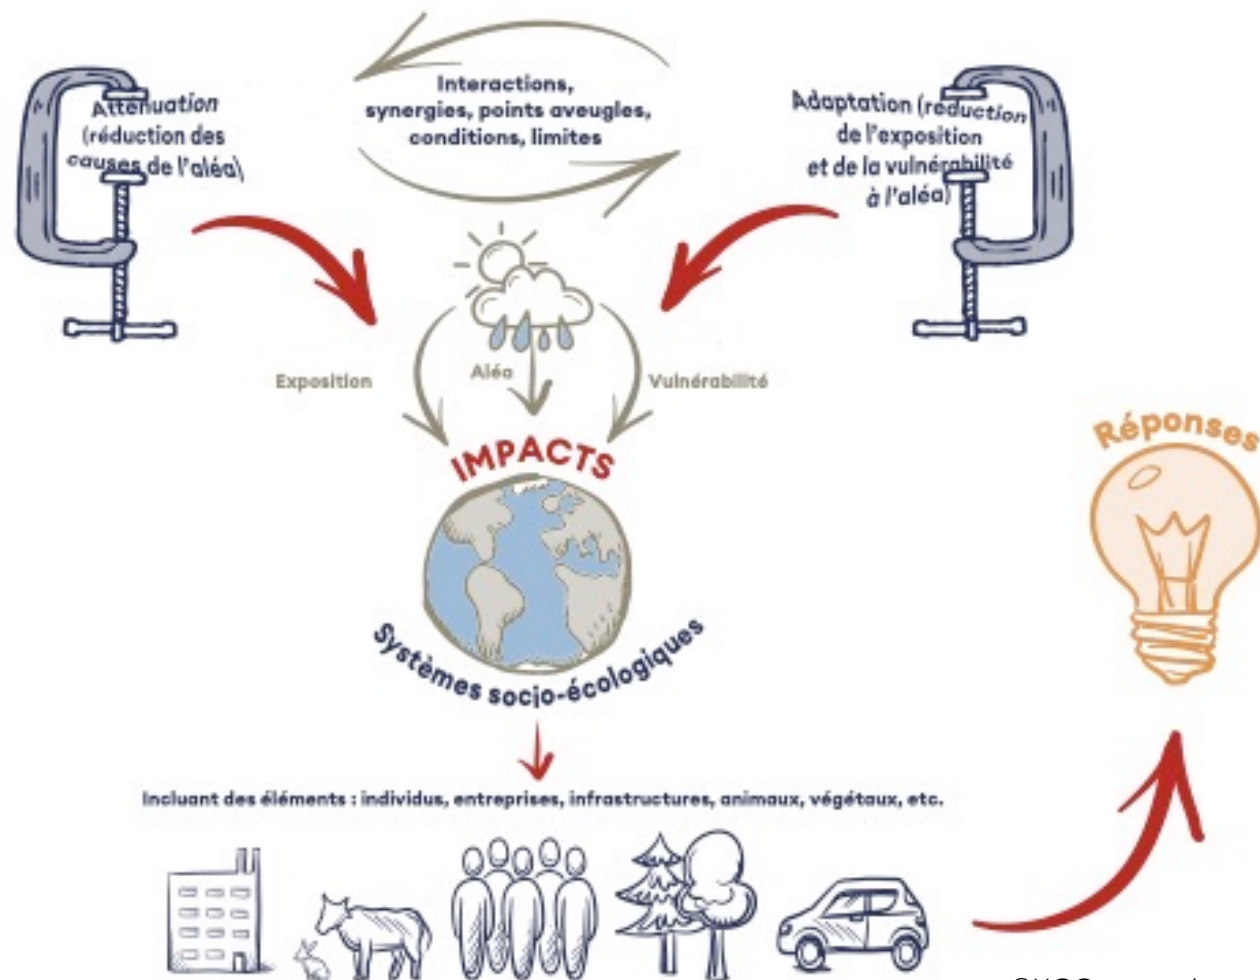 Interactions,
synergies, points aveugles,
conditions, limites
Atténuation
(réduction des
causes de l'aléa)
Adaptation (réduction
de l'exposition
et de la vulnérabilité
à l'aléa)
Exposition
Aléa
Vulnérabilité
IMPACTS
Systèmes socio-écologiques
Réponses
Incluant des éléments : individus, entreprises, infrastructures, animaux, végétaux, etc.